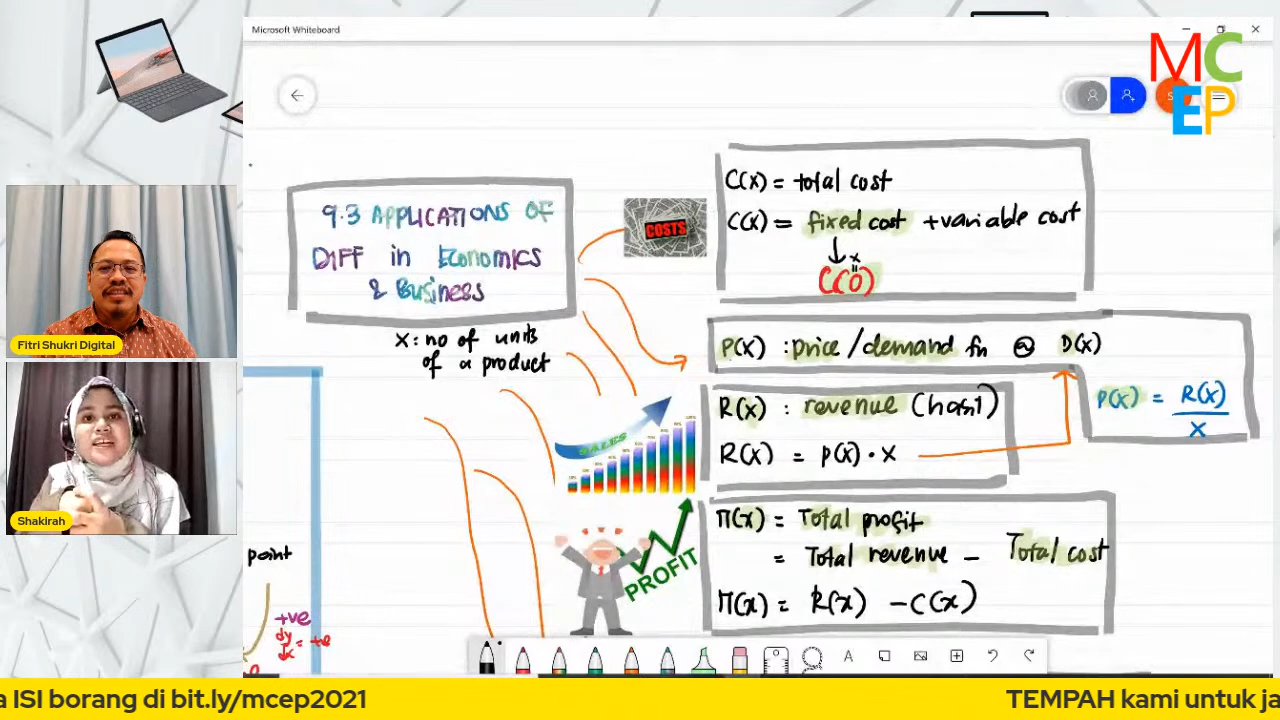 Microsoft Whiteboard
MC
EP
9.3 APPLICATIONS OF
DIFF in Economics
& Business
x : no of units
of a product
COSTS
C(x) = total cost
C(x) = fixed cost + variable cost
x
C(0)
P(x) : price/demand fn @ D(x)
P(x) = R(x)
x
R(x) : revenue (hasil)
R(x) = p(x) · x
SALES
PROFIT
Π(x) = Total profit
= Total revenue - Total cost
Π(x) = R(x) - C(x)
Fitri Shukri Digital
Shakirah
point
+ve
dy
= +ve
A
ISI borang di bit.ly/mcep2021
TEMPAH kami untuk